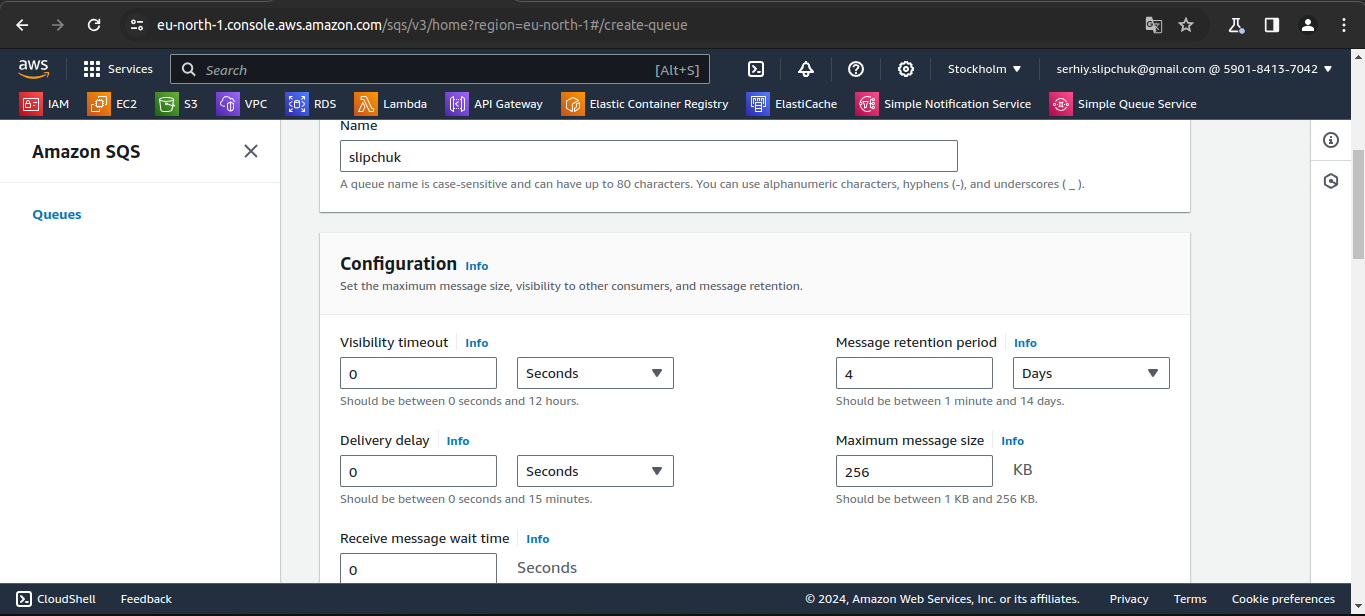 eu-north-1.console.aws.amazon.com/sqs/v3/home?region=eu-north-1#/create-queue
aws Services Search [Alt+S] Stockholm serhiy.slipchuk@gmail.com @ 5901-8413-7042
IAM EC2 S3 VPC RDS Lambda API Gateway Elastic Container Registry ElastiCache Simple Notification Service Simple Queue Service
Amazon SQS
Queues
Name
slipchuk
A queue name is case-sensitive and can have up to 80 characters. You can use alphanumeric characters, hyphens (-), and underscores ( _ ).
Configuration Info
Set the maximum message size, visibility to other consumers, and message retention.
Visibility timeout Info
0 Seconds
Should be between 0 seconds and 12 hours.
Message retention period Info
4 Days
Should be between 1 minute and 14 days.
Delivery delay Info
0 Seconds
Should be between 0 seconds and 15 minutes.
Maximum message size Info
256 KB
Should be between 1 KB and 256 KB.
Receive message wait time Info
0 Seconds
CloudShell Feedback © 2024, Amazon Web Services, Inc. or its affiliates. Privacy Terms Cookie preferences